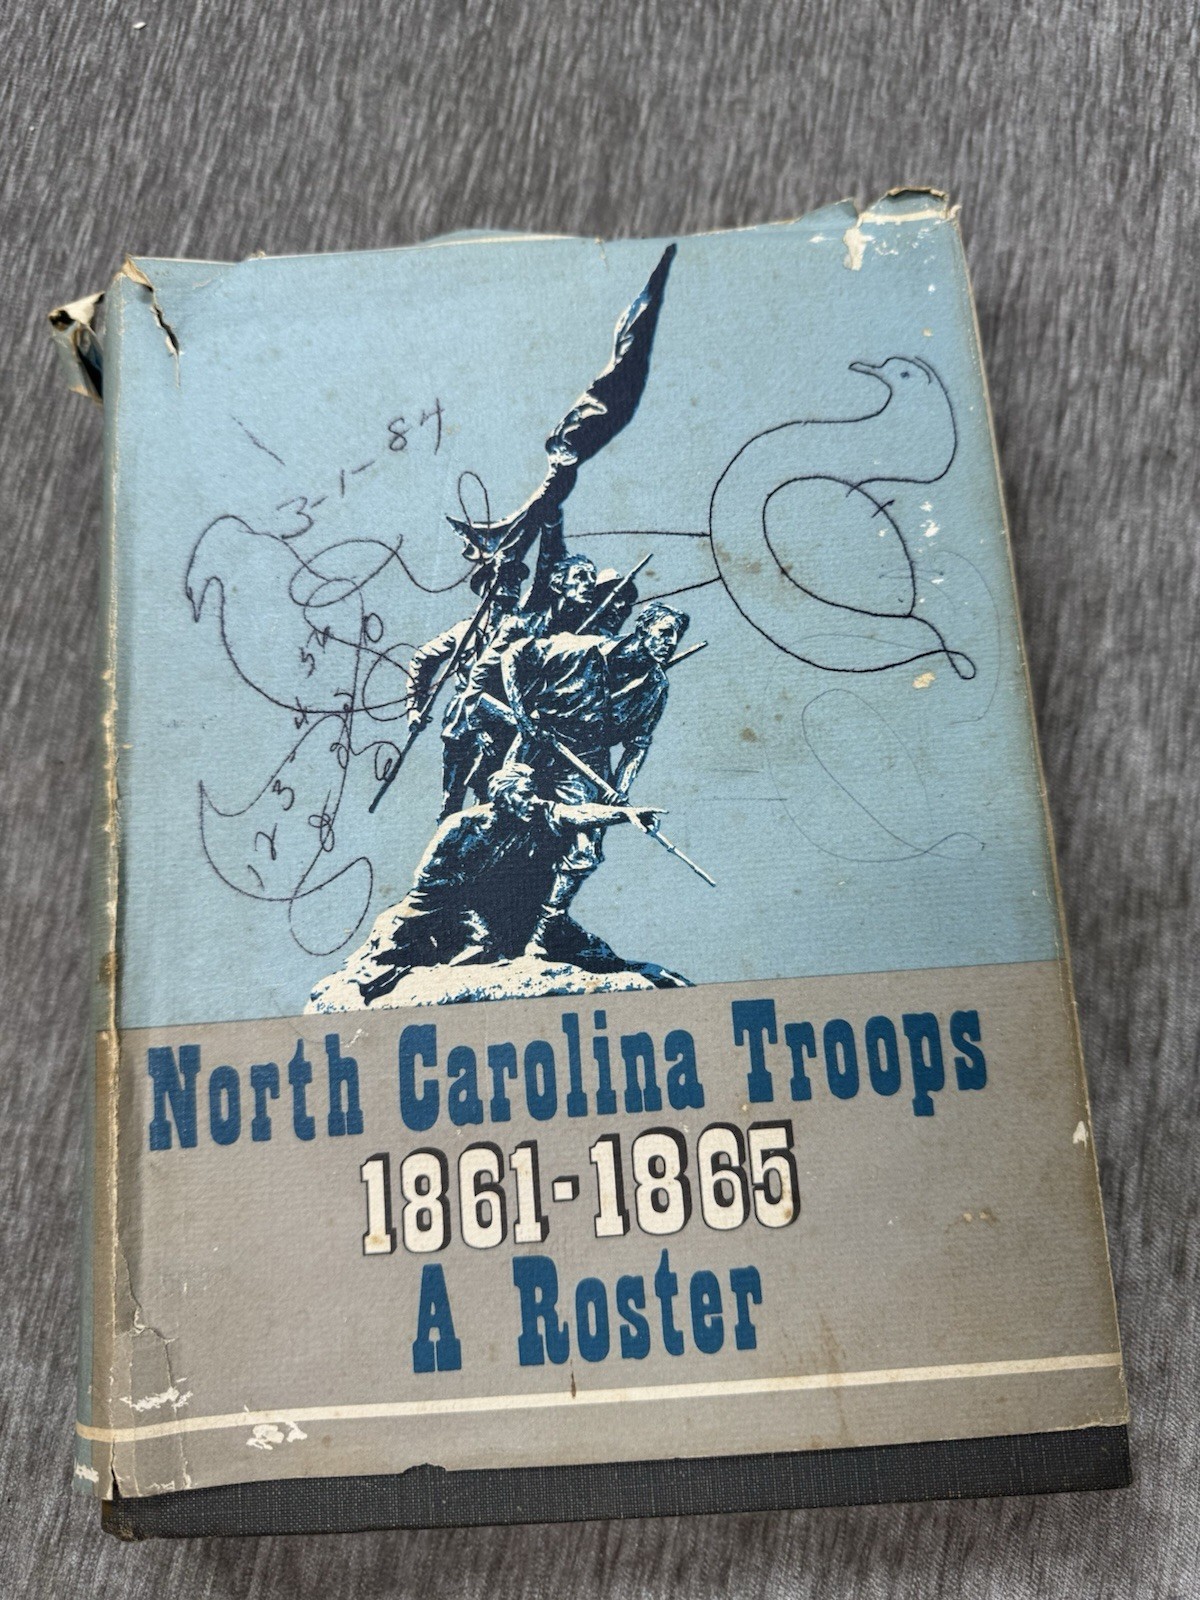 3-1-84
North Carolina Troops
1861-1865
A Roster